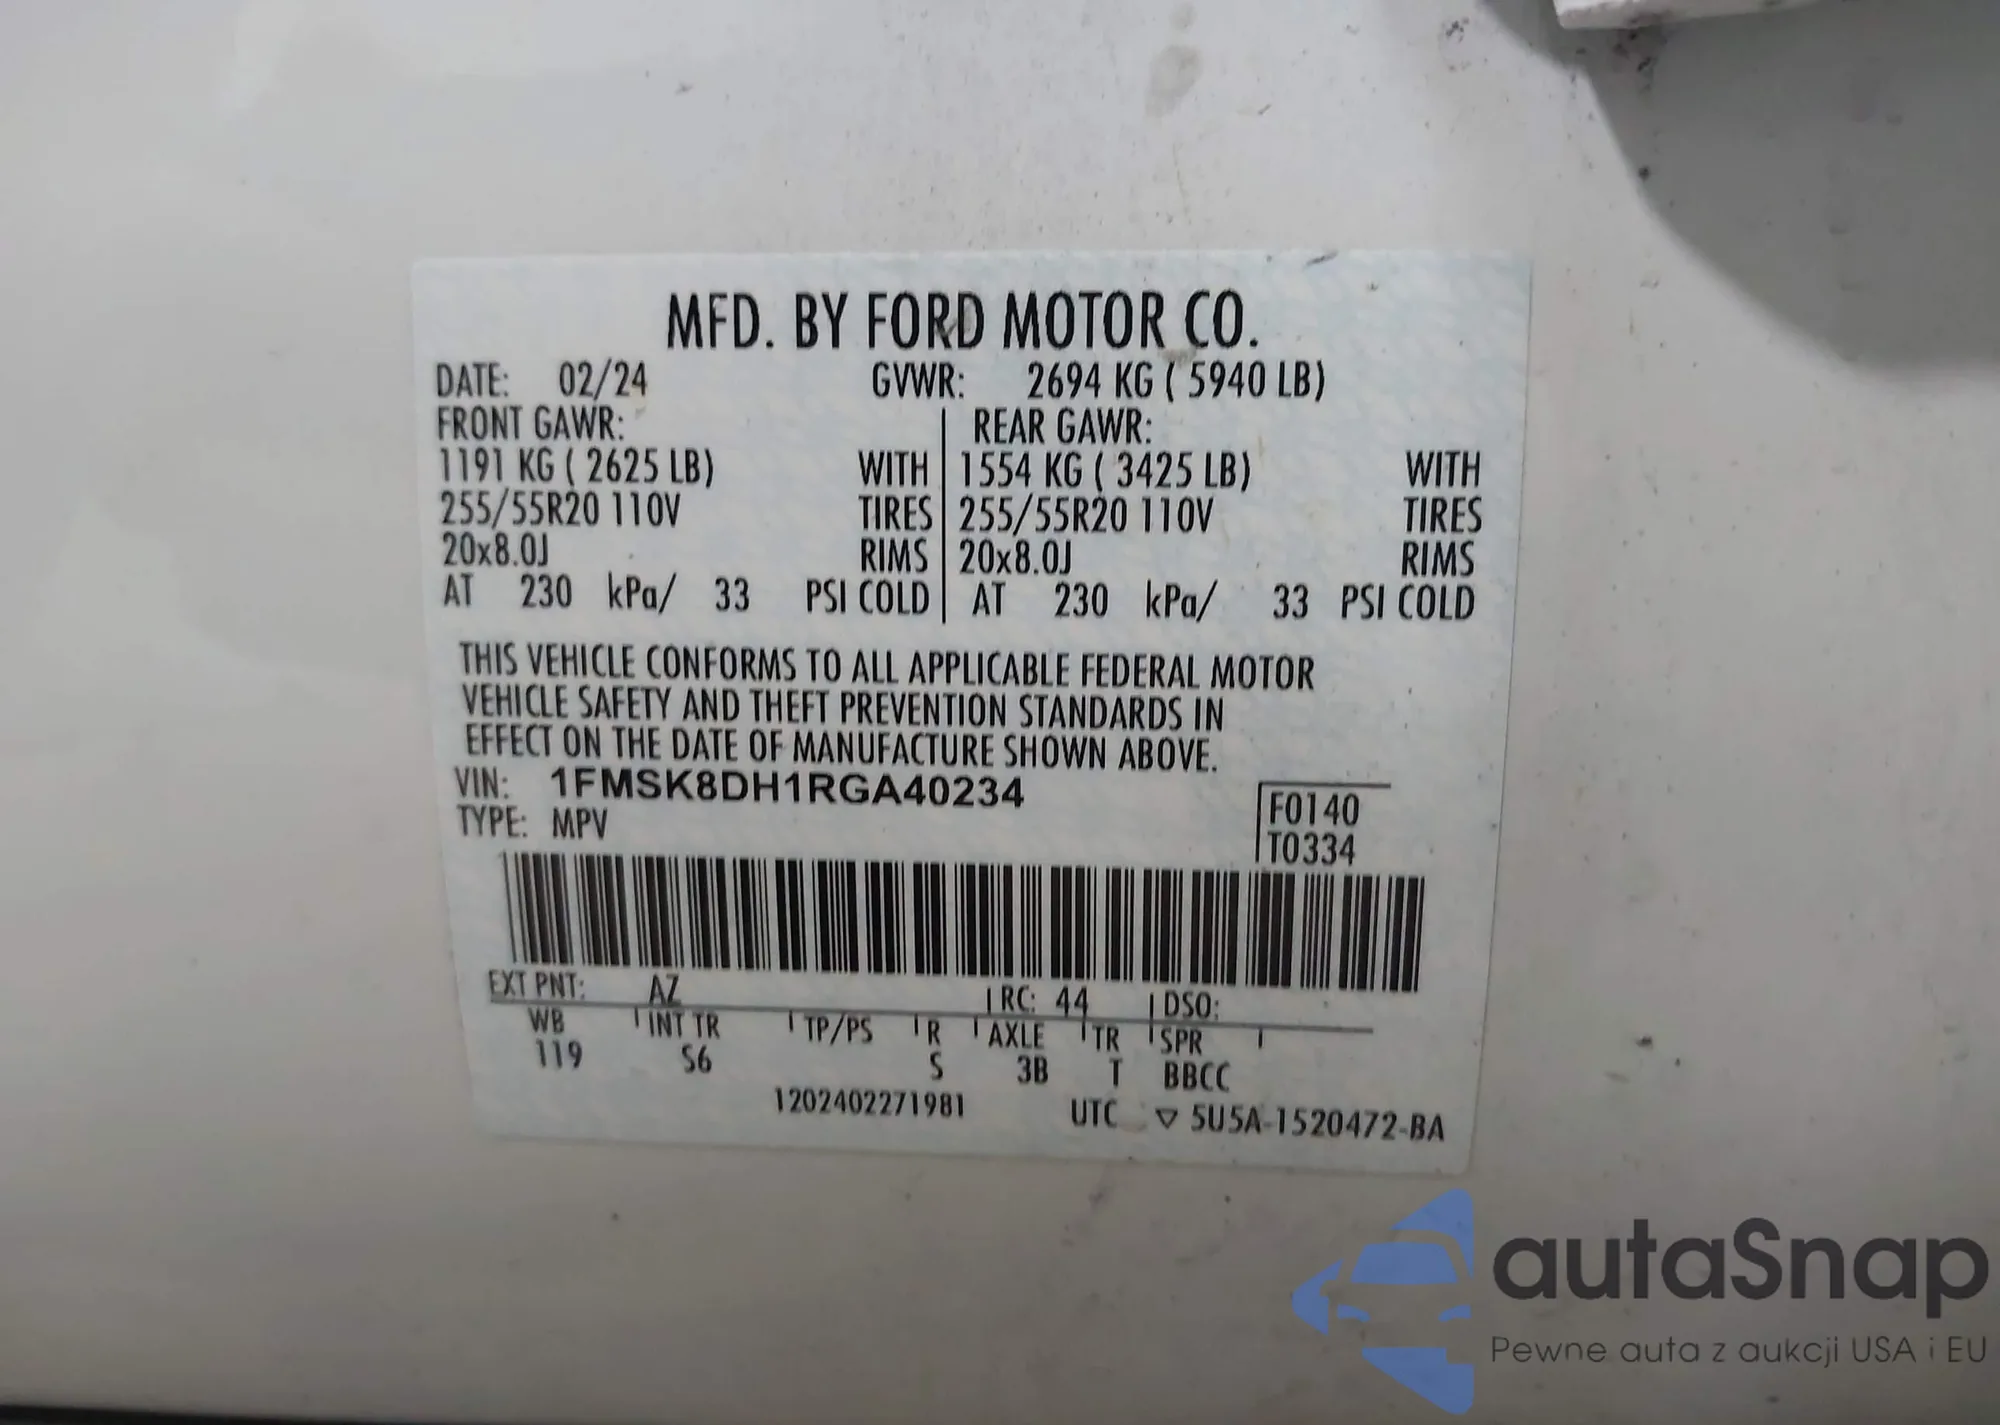 MFD. BY FORD MOTOR CO.
DATE: 02/24 GVWR: 2694 KG ( 5940 LB)
FRONT GAWR: REAR GAWR:
1191 KG ( 2625 LB) WITH 1554 KG ( 3425 LB) WITH
255/55R20 110V TIRES 255/55R20 110V TIRES
20x8.0J RIMS 20x8.0J RIMS
AT 230 kPa/ 33 PSI COLD AT 230 kPa/ 33 PSI COLD
THIS VEHICLE CONFORMS TO ALL APPLICABLE FEDERAL MOTOR
VEHICLE SAFETY AND THEFT PREVENTION STANDARDS IN
EFFECT ON THE DATE OF MANUFACTURE SHOWN ABOVE.
VIN: 1FMSK8DH1RGA40234
TYPE: MPV
F0140
T0334
EXT PNT: AZ RC: 44 DSO:
WB INT TR TP/PS R AXLE TR SPR
119 S6 S 3B T BBCC
1202402271981 UTC ▽ 5U5A-1520472-BA
autaSnap
Pewne auta z aukcji USA i EU